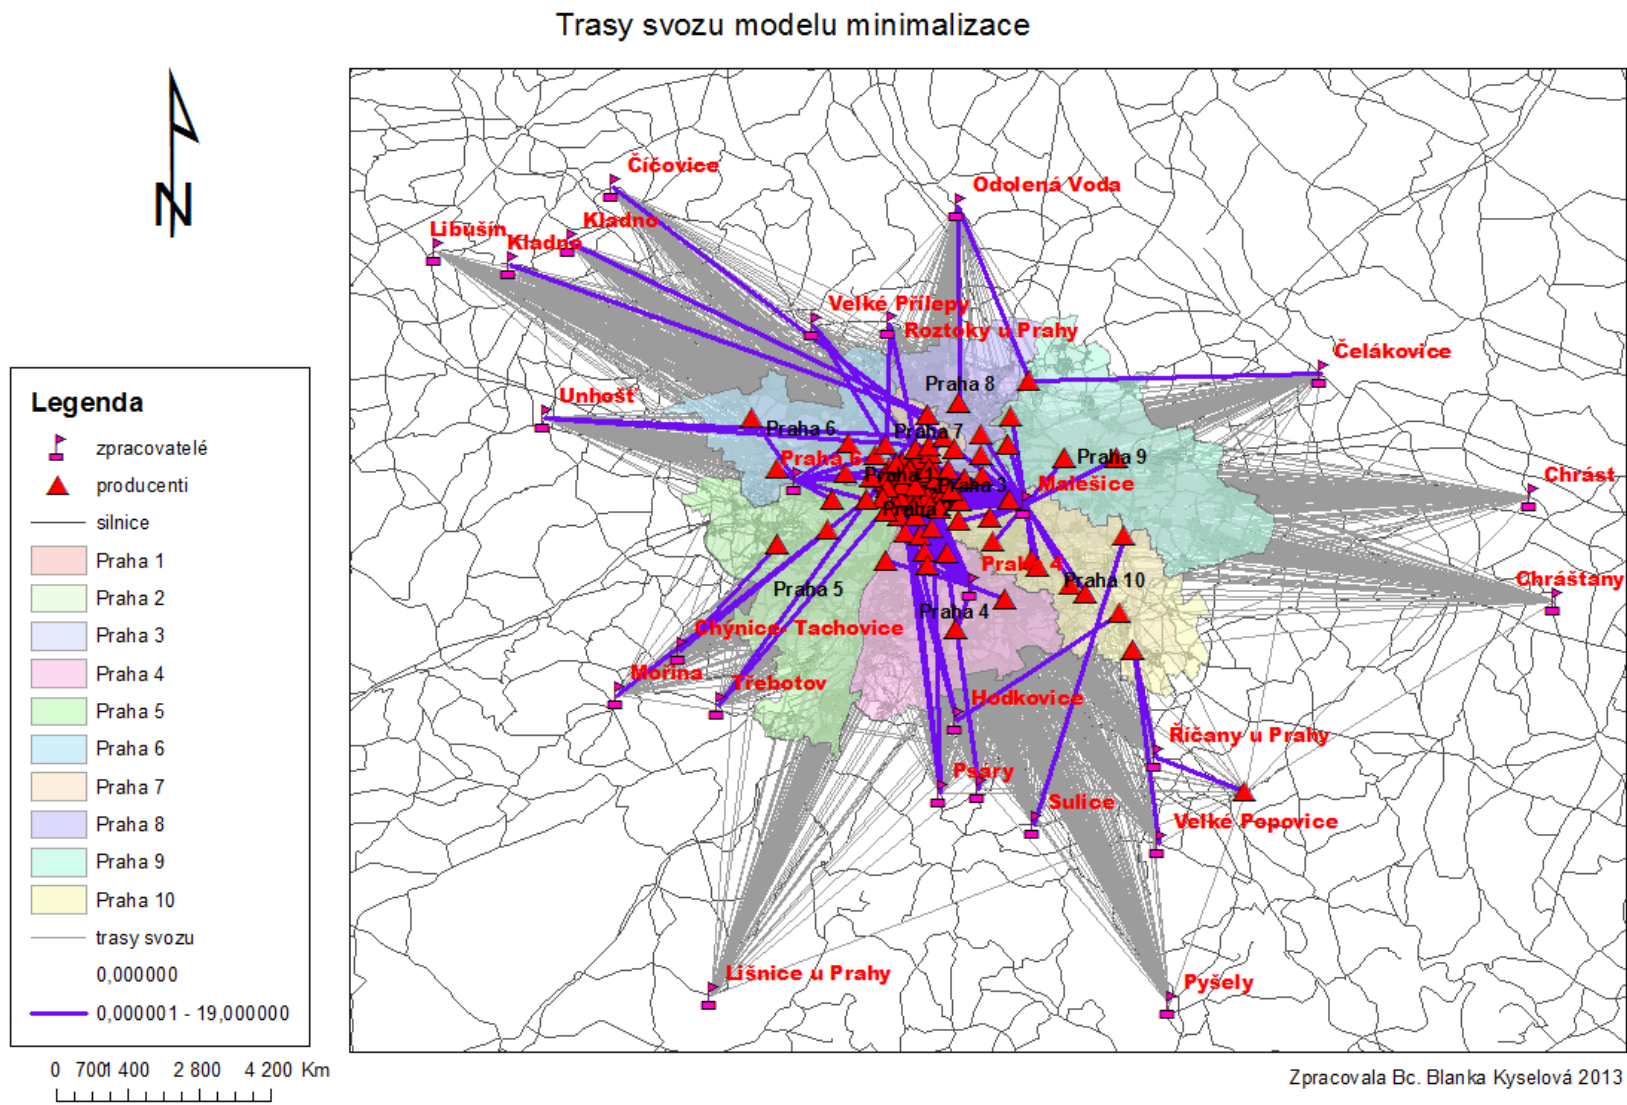 Trasy svozu modelu minimalizace
N
Číčovice
Odolená Voda
Kladno
Libušín
Kladno
Velké Přílepy
Roztoky u Prahy
Čelákovice
Praha 8
Unhošť
Praha 6
Praha 7
Praha 6
Praha 9
Praha 1
Praha 3
Malešice
Chrást
Praha 2
Praha 4
Praha 10
Chrášťany
Praha 5
Praha 4
Chýnice- Tachovice
Mořina
Třebotov
Hodkovice
Říčany u Prahy
Psáry
Sulice
Velké Popovice
Líšnice u Prahy
Pyšely
Legenda
zpracovatelé
producenti
silnice
Praha 1
Praha 2
Praha 3
Praha 4
Praha 5
Praha 6
Praha 7
Praha 8
Praha 9
Praha 10
trasy svozu
0,000000
0,000001 - 19,000000
0 700 1 400 2 800 4 200 Km
Zpracovala Bc. Blanka Kyselová 2013